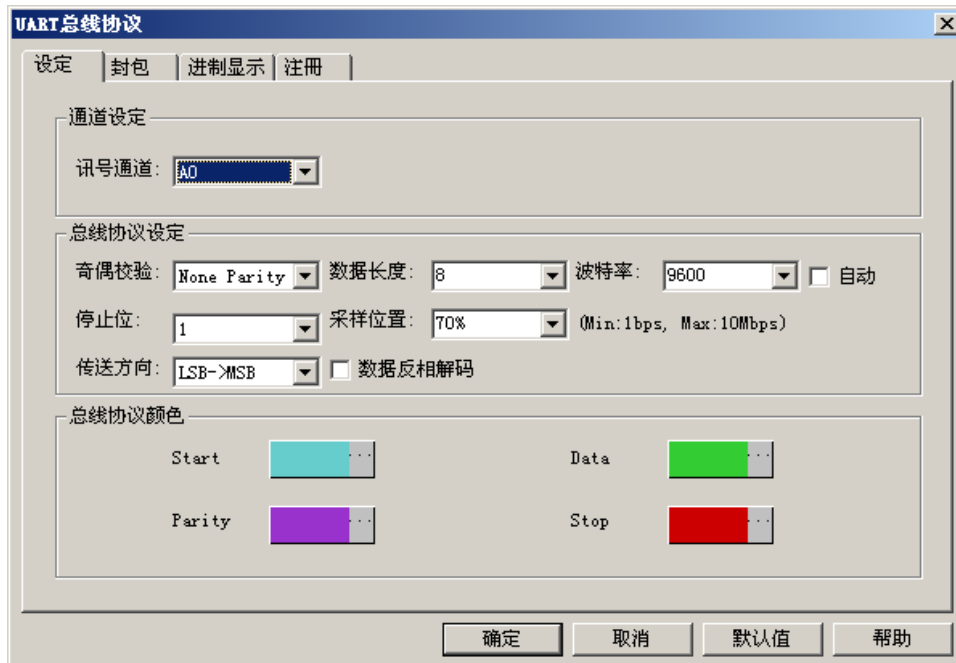 UART总线协议
设定 封包 进制显示 注册
通道设定
讯号通道: A0
总线协议设定
奇偶校验: None Parity 数据长度: 8 波特率: 9600 自动
停止位: 1 采样位置: 70% (Min:1bps, Max:10Mbps)
传送方向: LSB->MSB 数据反相解码
总线协议颜色
Start ... Data ...
Parity ... Stop ...
确定 取消 默认值 帮助